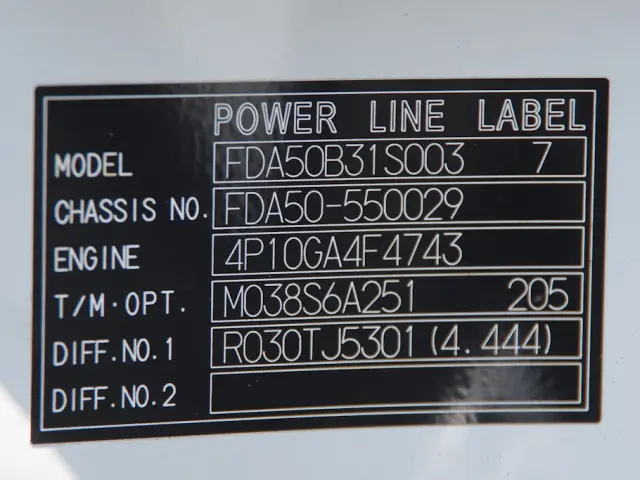 POWER LINE LABEL
MODEL FDA50B31S003 7
CHASSIS NO. FDA50-550029
ENGINE 4P10GA4F4743
T/M·OPT. M038S6A251 205
DIFF.NO.1 R030TJ5301(4.444)
DIFF.NO.2